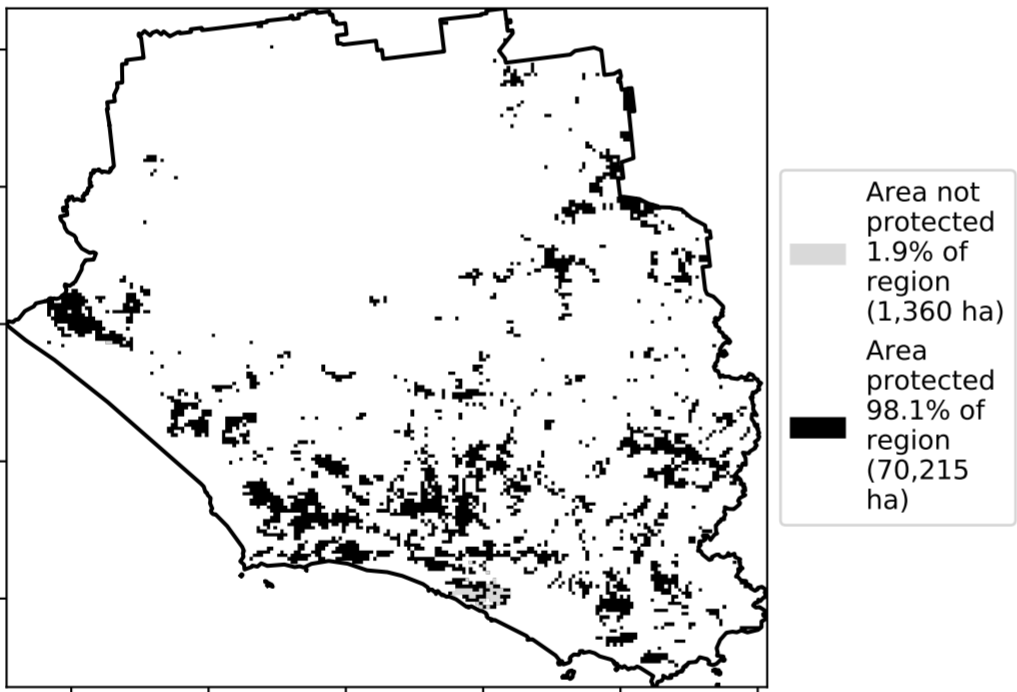 Area not
protected
1.9% of
region
(1,360 ha)
Area
protected
98.1% of
region
(70,215
ha)